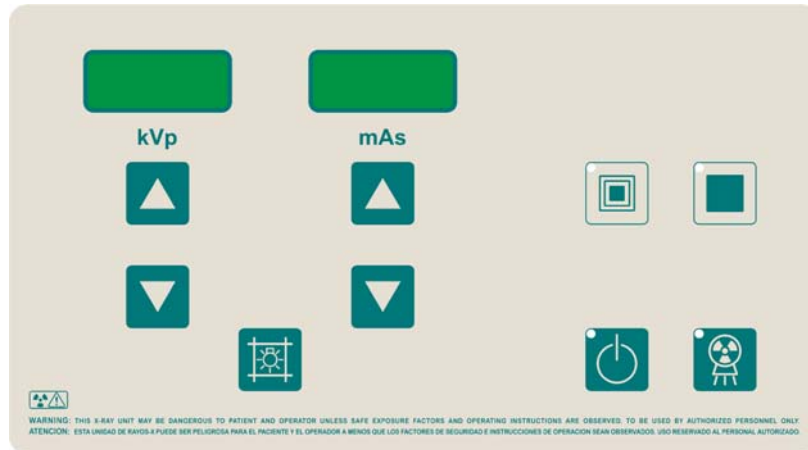 kVp mAs
WARNING: THIS X-RAY UNIT MAY BE DANGEROUS TO PATIENT AND OPERATOR UNLESS SAFE EXPOSURE FACTORS AND OPERATING INSTRUCTIONS ARE OBSERVED. TO BE USED BY AUTHORIZED PERSONNEL ONLY.
ATENCION: ESTA UNIDAD DE RAYOS-X PUEDE SER PELIGROSA PARA EL PACIENTE Y EL OPERADOR A MENOS QUE LOS FACTORES DE SEGURIDAD E INSTRUCCIONES DE OPERACION SEAN OBSERVADOS. USO RESERVADO AL PERSONAL AUTORIZADO.